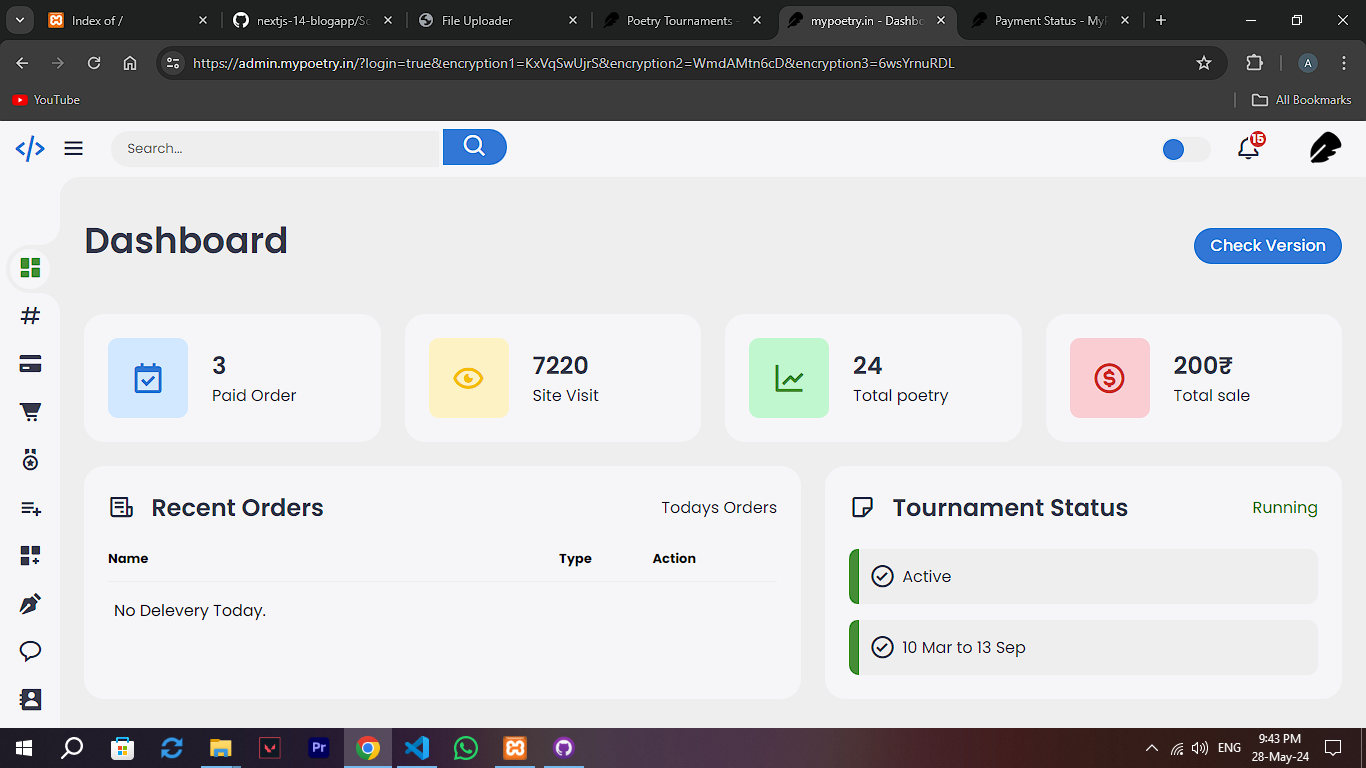 Index of /
nextjs-14-blogapp/Sc
File Uploader
Poetry Tournaments -
mypoetry.in - Dashbo
Payment Status - MyP
https://admin.mypoetry.in/?login=true&encryption1=KxVqSwUjrS&encryption2=WmdAMtn6cD&encryption3=6wsYrnuRDL
A
YouTube
All Bookmarks
Search...
15
Dashboard
Check Version
3
Paid Order
7220
Site Visit
24
Total poetry
200₹
Total sale
Recent Orders
Todays Orders
Name Type Action
No Delevery Today.
Tournament Status
Running
Active
10 Mar to 13 Sep
Pr
ENG
9:43 PM
28-May-24